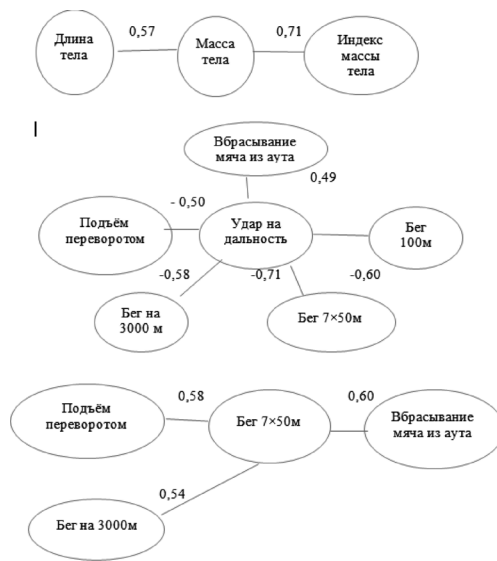 Длина
тела
0,57
Масса
тела
0,71
Индекс
массы
тела
Вбрасывание
мяча из аута
0,49
- 0,50
Подъём
переворотом
Удар на
дальность
Бег
100м
-0,58
-0,71
-0,60
Бег на
3000 м
Бег 7×50м
0,58
0,60
Подъём
переворотом
Бег 7×50м
Вбрасывание
мяча из аута
0,54
Бег на 3000м